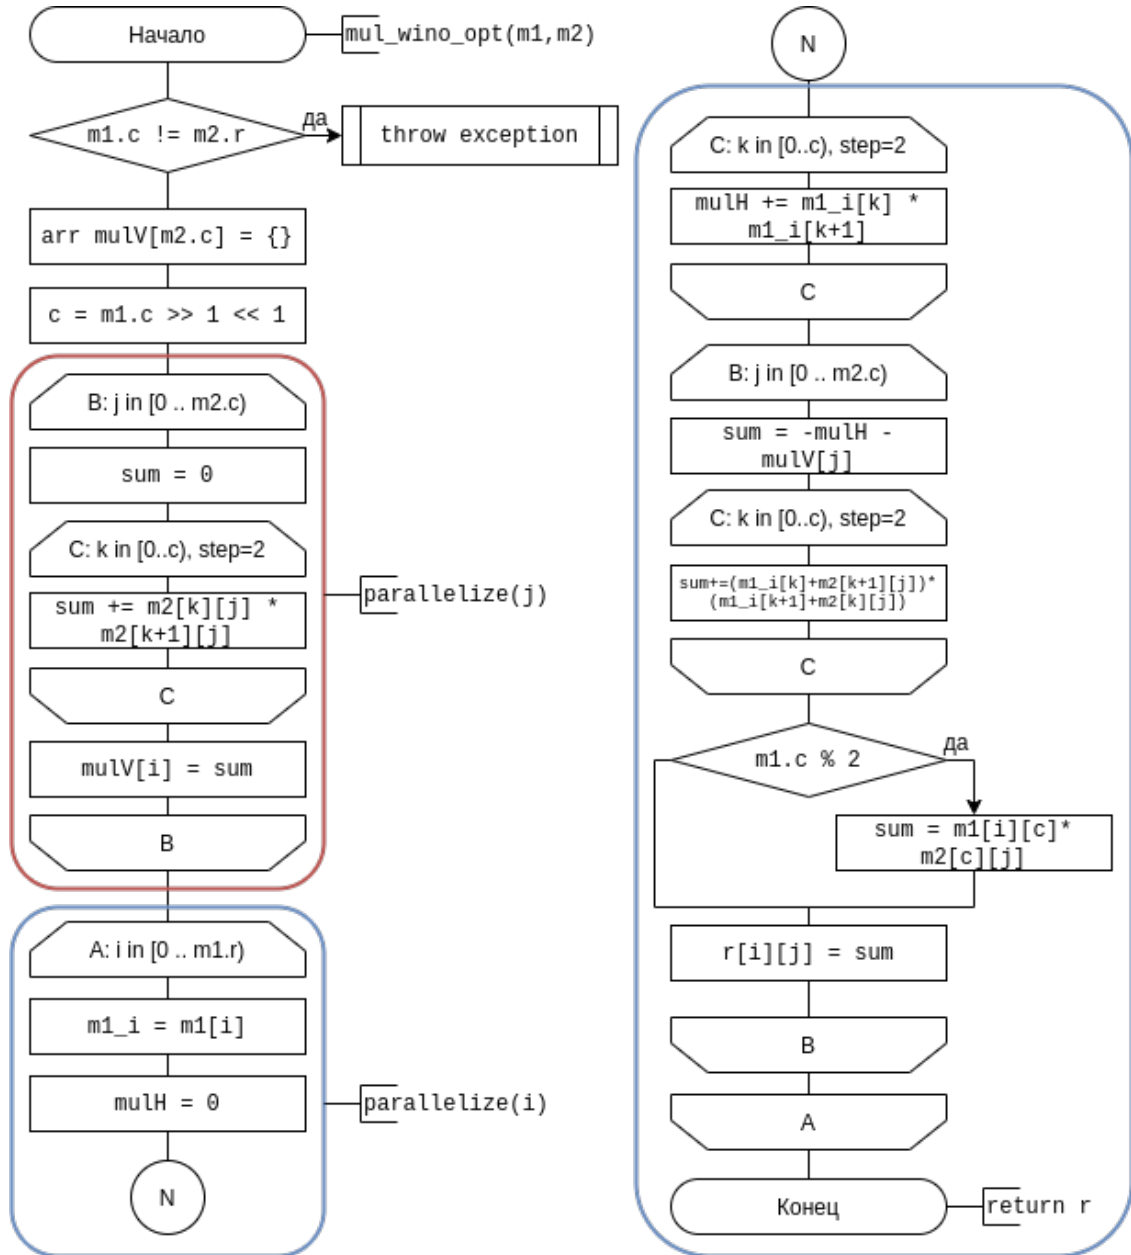 Начало
mul_wino_opt(m1,m2)
m1.c != m2.r
да
throw exception
arr mulV[m2.c] = {}
c = m1.c >> 1 << 1
B: j in [0 .. m2.c)
sum = 0
C: k in [0..c), step=2
sum += m2[k][j] *
m2[k+1][j]
parallelize(j)
C
mulV[i] = sum
B
A: i in [0 .. m1.r)
m1_i = m1[i]
mulH = 0
parallelize(i)
N
N
C: k in [0..c), step=2
mulH += m1_i[k] *
m1_i[k+1]
C
B: j in [0 .. m2.c)
sum = -mulH -
mulV[j]
C: k in [0..c), step=2
sum+=(m1_i[k]+m2[k+1][j])*
(m1_i[k+1]+m2[k][j])
C
m1.c % 2
да
sum = m1[i][c]*
m2[c][j]
r[i][j] = sum
B
A
Конец
return r